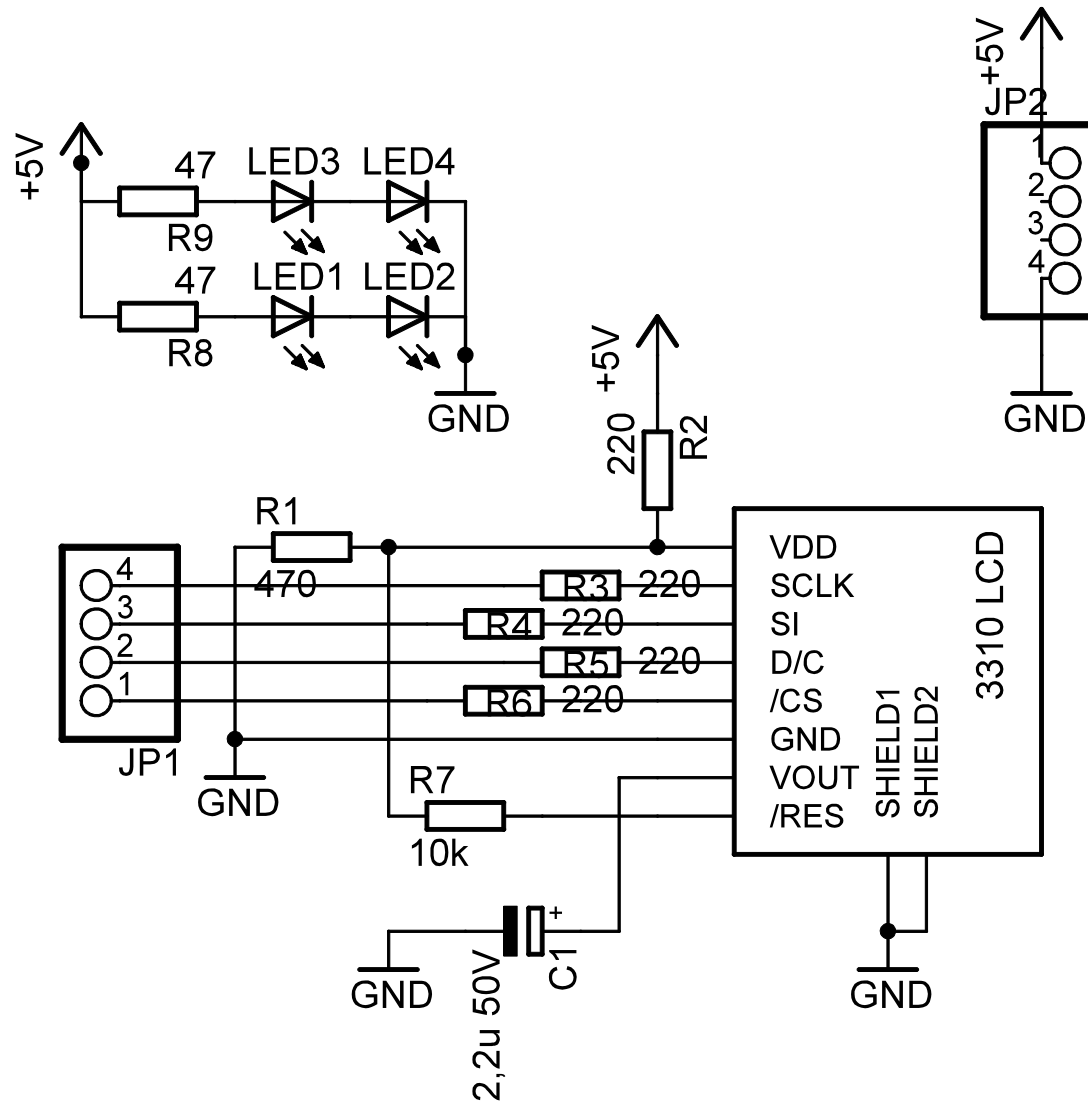 +5V
JP2
1
2
3
4
GND
+5V
47
LED3
LED4
R9
47
LED1
LED2
R8
GND
+5V
220
R2
R1
470
4
3
2
1
JP1
R3
220
R4
220
R5
220
R6
220
GND
R7
10k
VDD
SCLK
SI
D/C
/CS
GND
VOUT
/RES
SHIELD1
SHIELD2
3310 LCD
+
C1
2,2u 50V
GND
GND